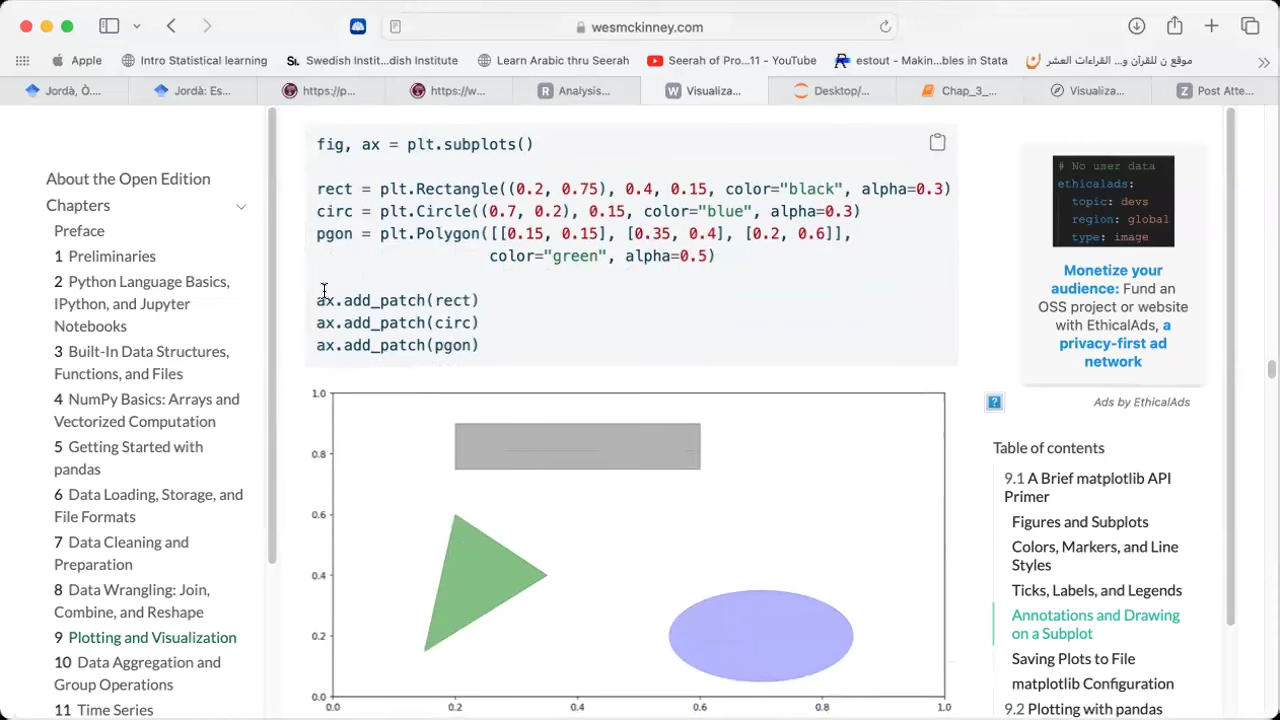 wesmckinney.com
Apple
Intro Statistical learning
SL Swedish Instit...dish Institute
Learn Arabic thru Seerah
Seerah of Pro...11 - YouTube
estout - Makin...bles in Stata
موقع ن للقرآن و... القراءات العشر
Jordà, Ò....
Jordà: Es...
https://p...
https://w...
R Analysis...
W Visualiza...
Desktop/...
Chap_3_...
Visualiza...
Z Post Atte...
About the Open Edition
Chapters
Preface
1 Preliminaries
2 Python Language Basics,
IPython, and Jupyter
Notebooks
3 Built-In Data Structures,
Functions, and Files
4 NumPy Basics: Arrays and
Vectorized Computation
5 Getting Started with
pandas
6 Data Loading, Storage, and
File Formats
7 Data Cleaning and
Preparation
8 Data Wrangling: Join,
Combine, and Reshape
9 Plotting and Visualization
10 Data Aggregation and
Group Operations
11 Time Series
fig, ax = plt.subplots()
rect = plt.Rectangle((0.2, 0.75), 0.4, 0.15, color="black", alpha=0.3)
circ = plt.Circle((0.7, 0.2), 0.15, color="blue", alpha=0.3)
pgon = plt.Polygon([[0.15, 0.15], [0.35, 0.4], [0.2, 0.6]],
color="green", alpha=0.5)
ax.add_patch(rect)
ax.add_patch(circ)
ax.add_patch(pgon)
1.0
0.8
0.6
0.4
0.2
0.0
0.0 0.2 0.4 0.6 0.8 1.0
# No user data
ethicalads:
topic: devs
region: global
type: image
Monetize your
audience: Fund an
OSS project or website
with EthicalAds, a
privacy-first ad
network
?
Ads by EthicalAds
Table of contents
9.1 A Brief matplotlib API
Primer
Figures and Subplots
Colors, Markers, and Line
Styles
Ticks, Labels, and Legends
Annotations and Drawing
on a Subplot
Saving Plots to File
matplotlib Configuration
9.2 Plotting with pandas